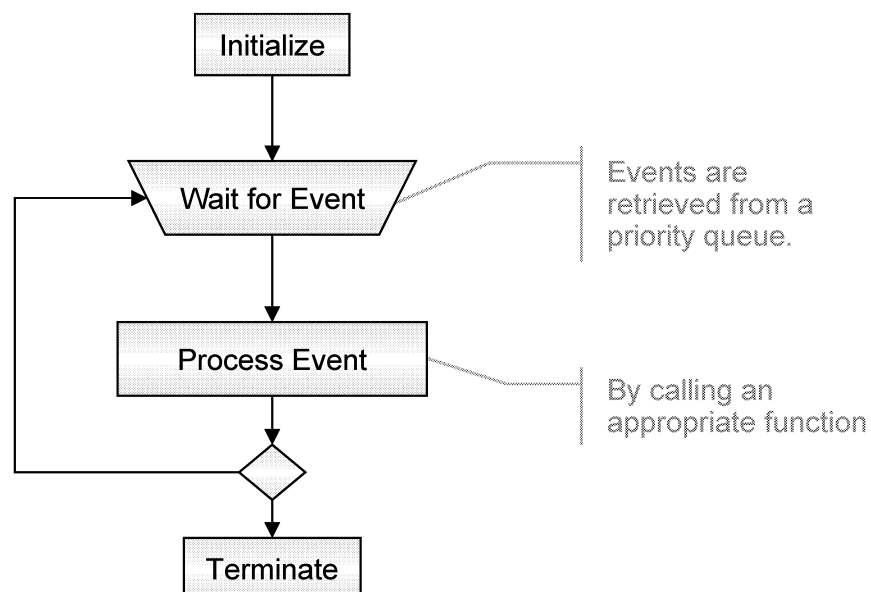 Initialize
Wait for Event
Events are
retrieved from a
priority queue.
Process Event
By calling an
appropriate function
Terminate